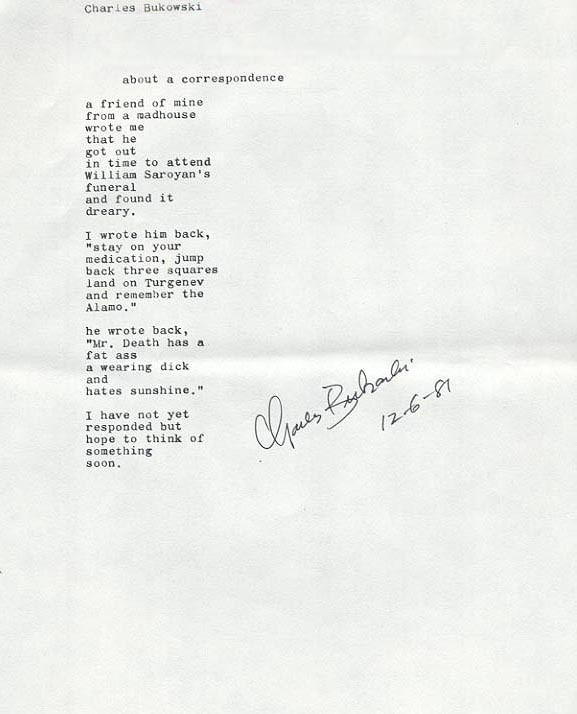 Charles Bukowski
about a correspondence
a friend of mine
from a madhouse
wrote me
that he
got out
in time to attend
William Saroyan's
funeral
and found it
dreary.
I wrote him back,
"stay on your
medication, jump
back three squares
land on Turgenev
and remember the
Alamo."
he wrote back,
"Mr. Death has a
fat ass
a wearing dick
and
hates sunshine."
I have not yet
responded but
hope to think of
something
soon.
Charles Bukowski
12-6-81